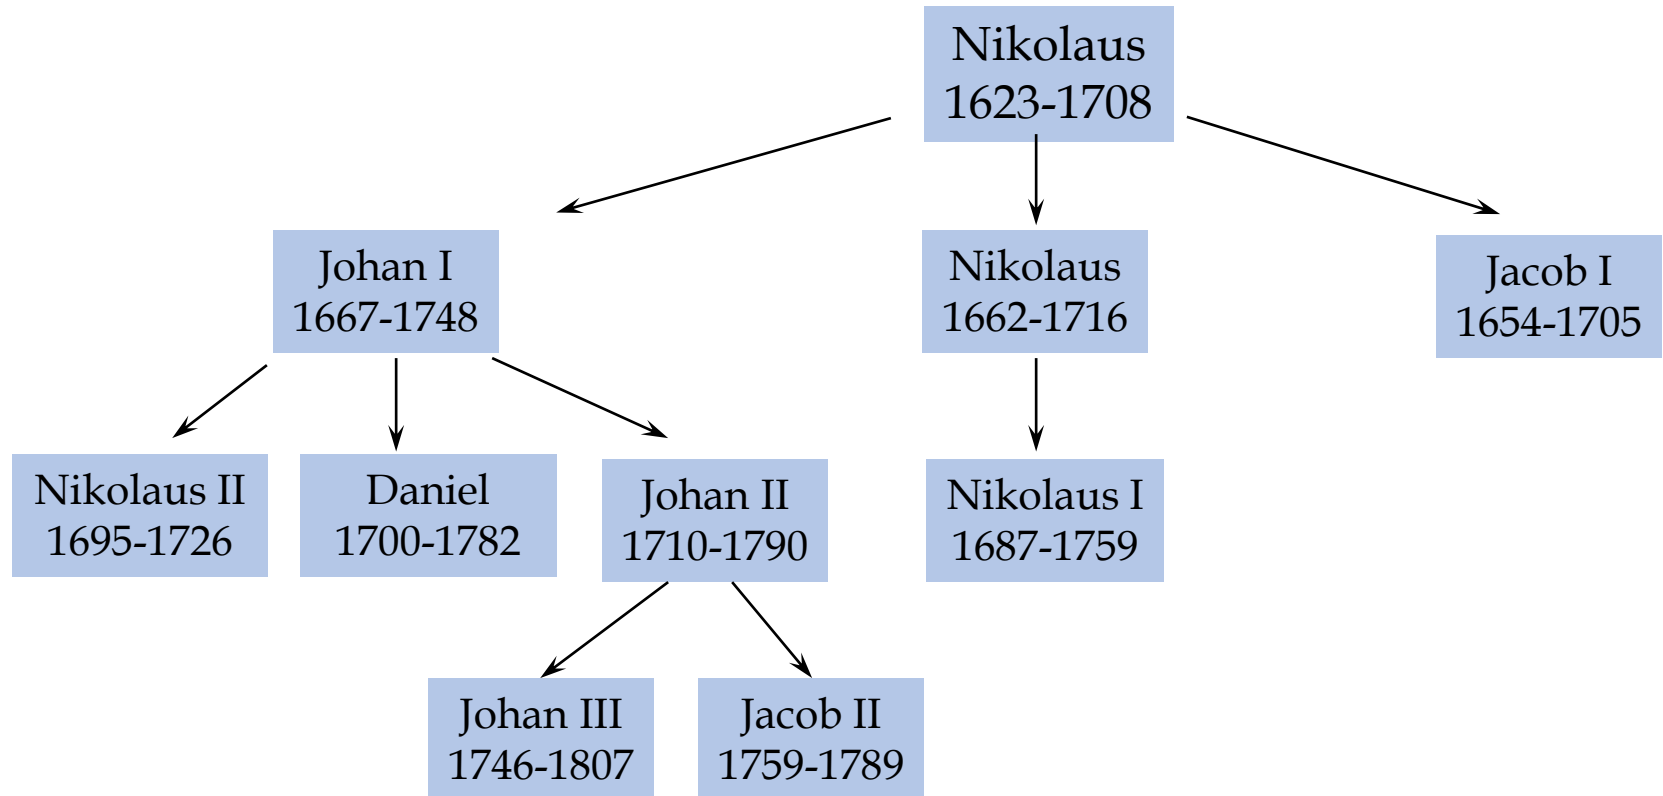 Nikolaus
1623-1708
Johan I
1667-1748
Nikolaus
1662-1716
Jacob I
1654-1705
Nikolaus II
1695-1726
Daniel
1700-1782
Johan II
1710-1790
Nikolaus I
1687-1759
Johan III
1746-1807
Jacob II
1759-1789